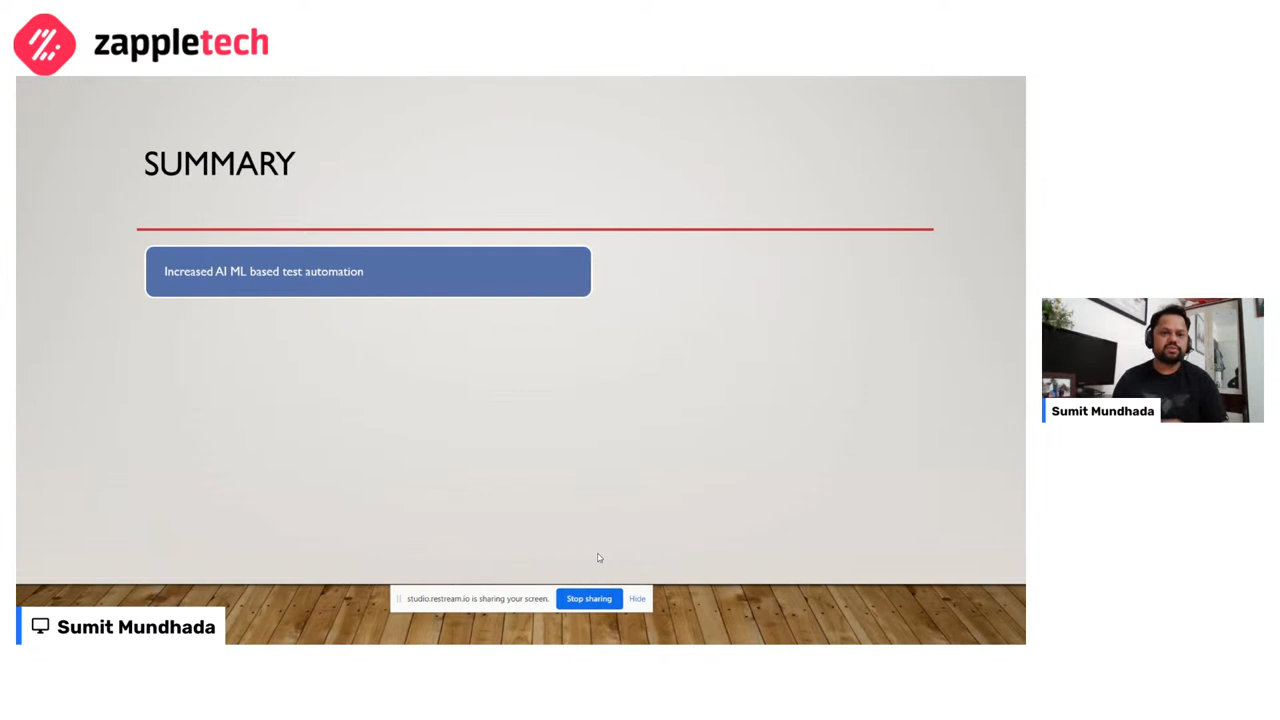 zappletech
SUMMARY
Increased AI ML based test automation
Sumit Mundhada
studio.restream.io is sharing your screen.
Stop sharing
Hide
Sumit Mundhada